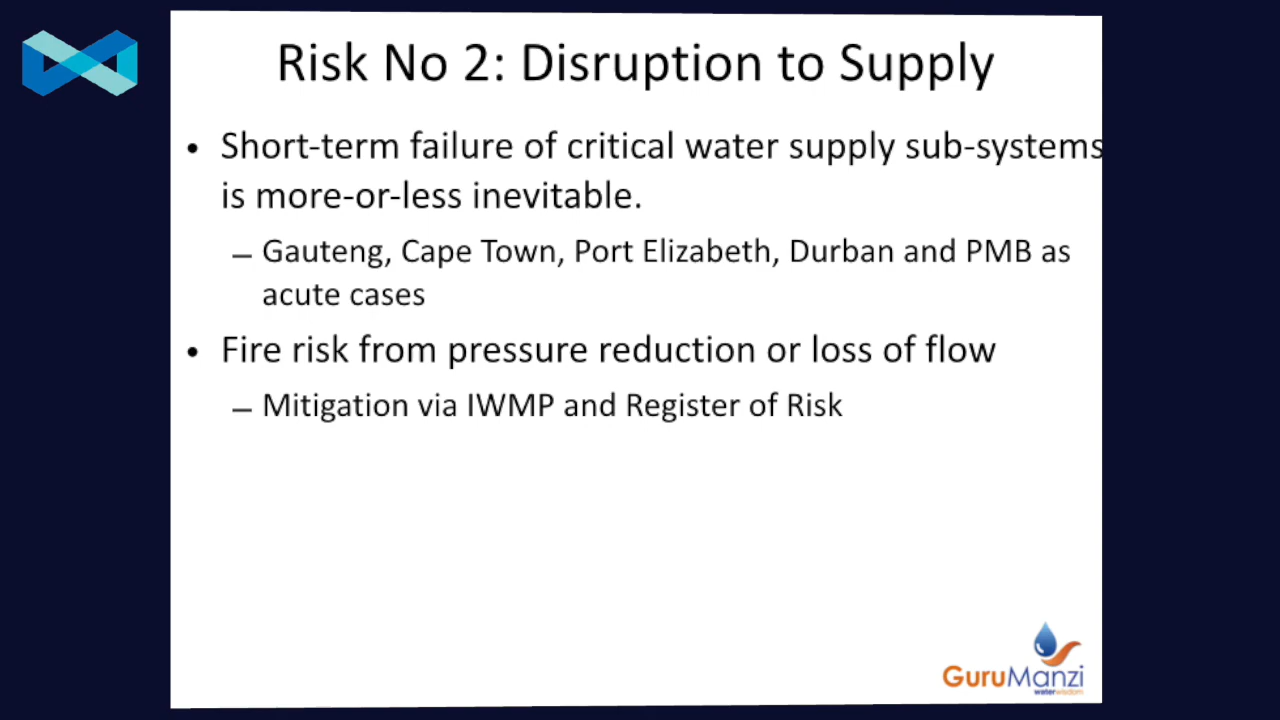 Risk No 2: Disruption to Supply
• Short-term failure of critical water supply sub-systems
is more-or-less inevitable.
– Gauteng, Cape Town, Port Elizabeth, Durban and PMB as
acute cases
• Fire risk from pressure reduction or loss of flow
– Mitigation via IWMP and Register of Risk
GuruManzi
waterwisdom